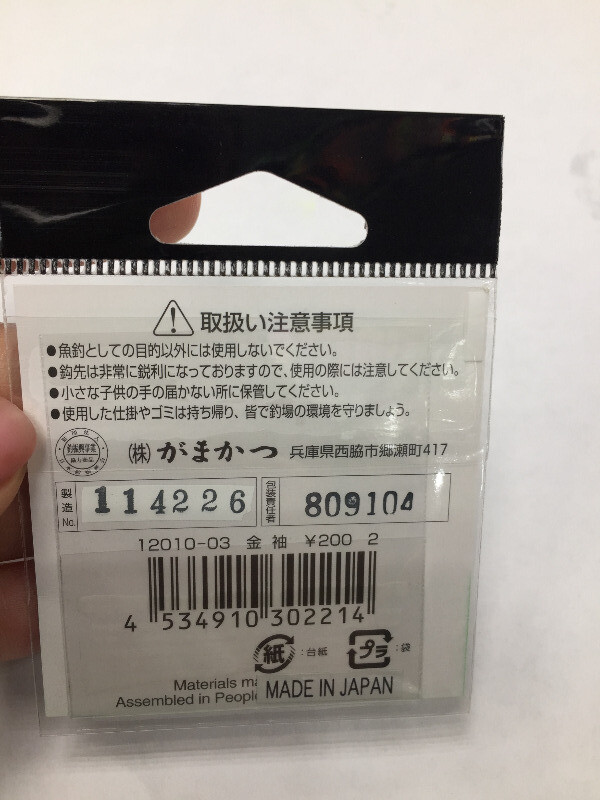 取扱い注意事項
●魚釣としての目的以外には使用しないでください。
●鈎先は非常に鋭利になっておりますので、使用の際には注意してください。
●小さな子供の手の届かない所に保管してください。
●使用した仕掛やゴミは持ち帰り、皆で釣場の環境を守りましょう。
(株) がまかつ 兵庫県西脇市郷瀬町417
製造No. 114226 包装責任者 809104
12010-03 金 袖 ¥200 2
4 534910 302214
紙 :台紙 プラ :袋
Materials ma
Assembled in Peopl MADE IN JAPAN